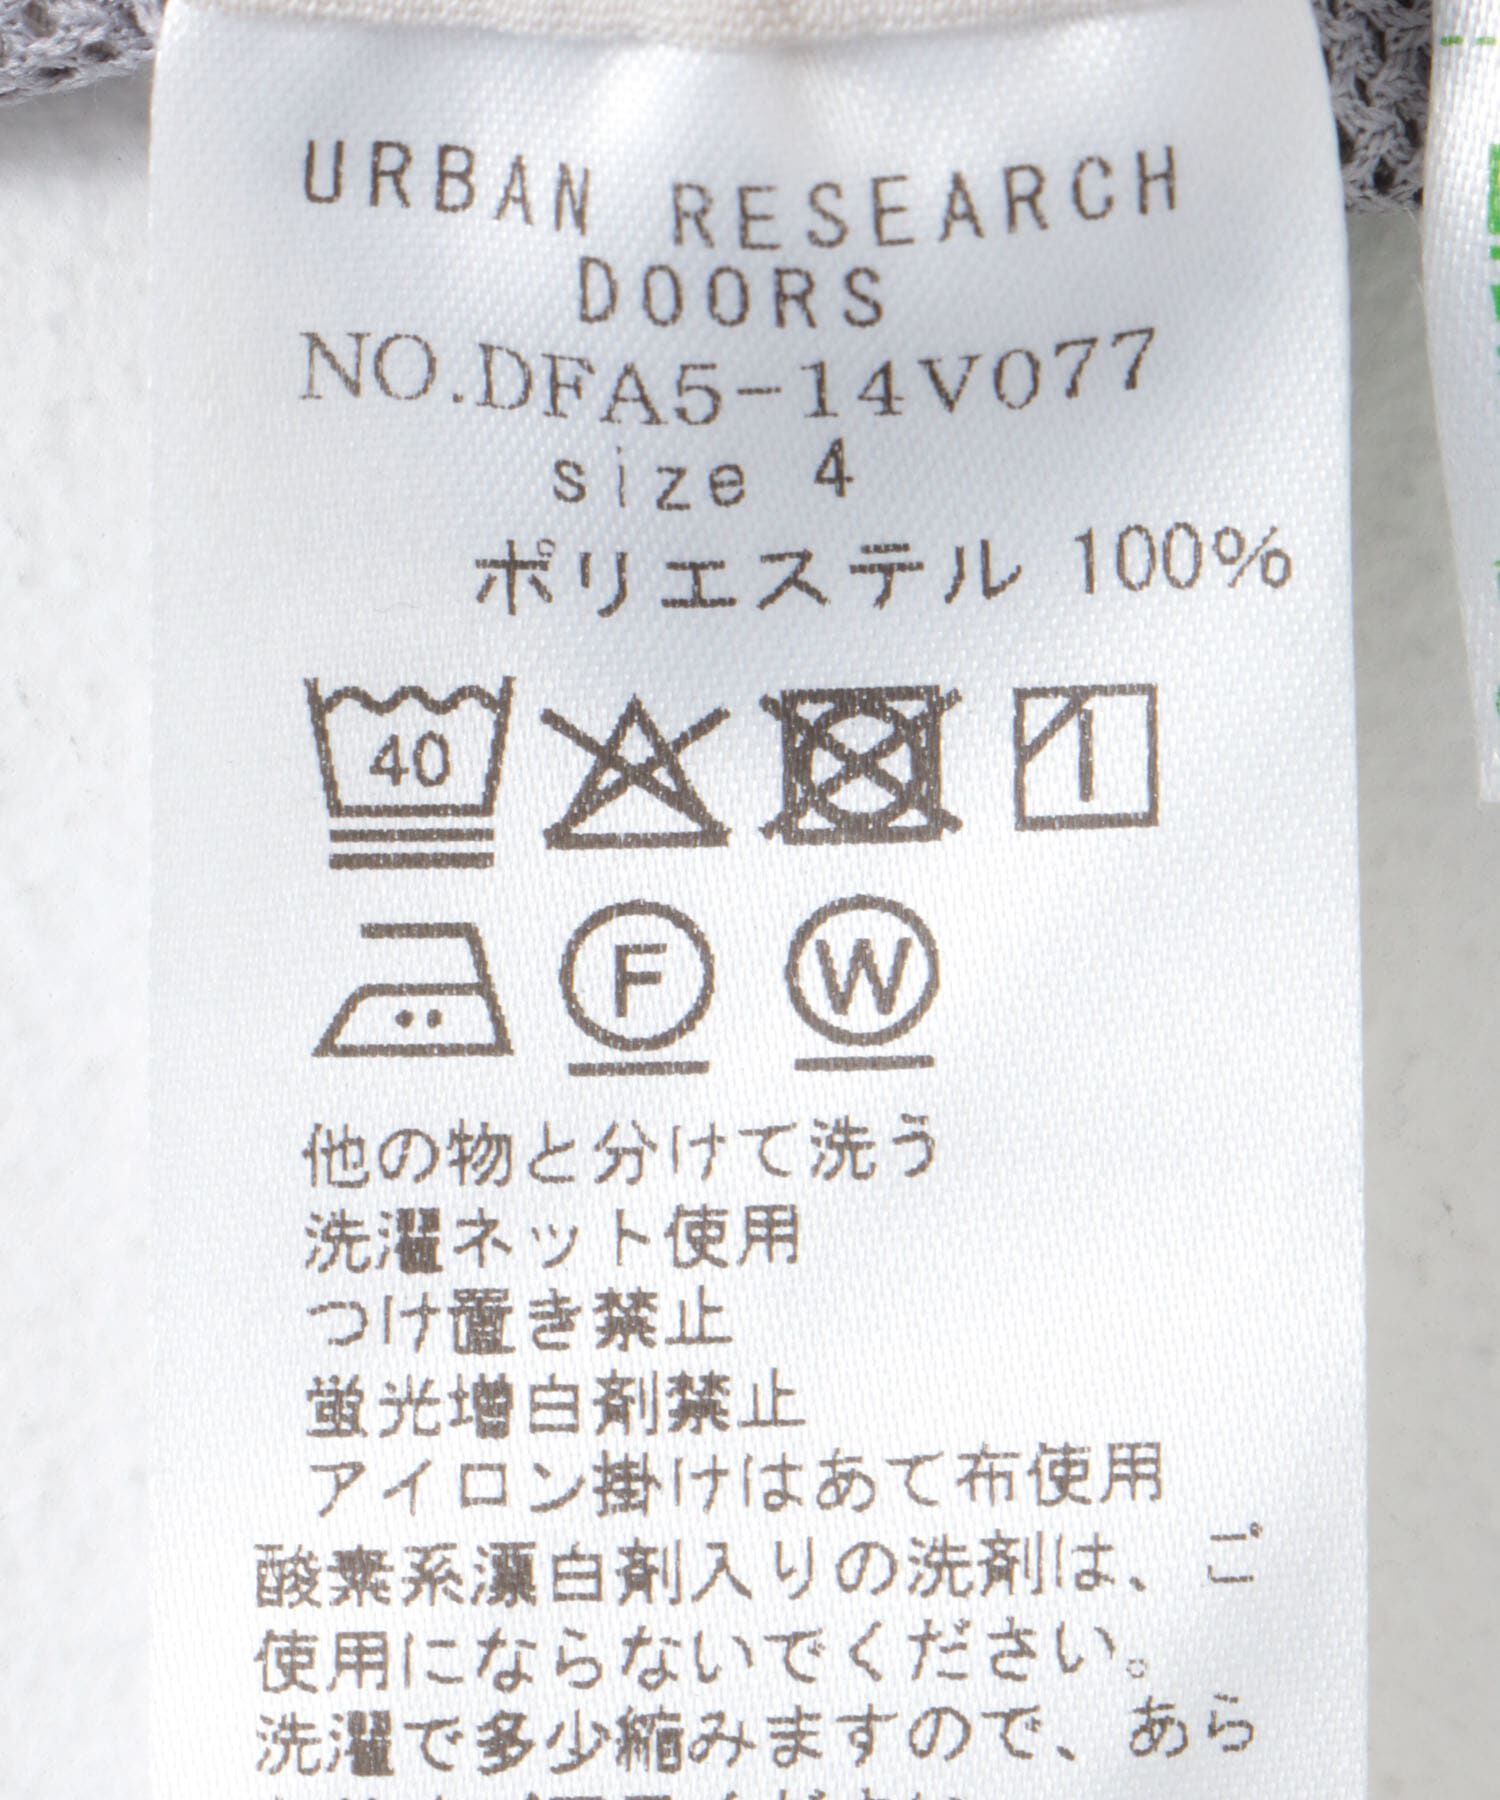 URBAN RESEARCH
DOORS
NO.DFA5-14V077
size 4
ポリエステル 100%
40
F W
他の物と分けて洗う
洗濯ネット使用
つけ置き禁止
蛍光増白剤禁止
アイロン掛けはあて布使用
酸素系漂白剤入りの洗剤は、ご
使用にならないでください。
洗濯で多少縮みますので、あら